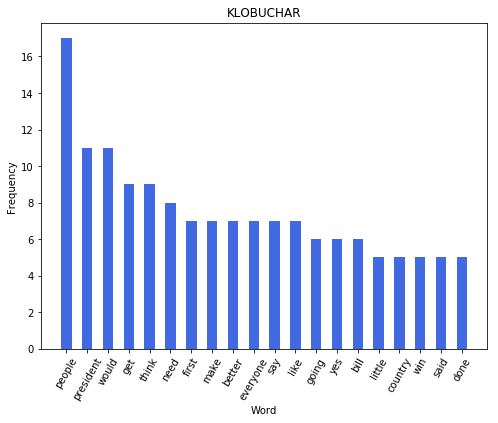 KLOBUCHAR
Frequency
16
14
12
10
8
6
4
2
0
people
president
would
get
think
need
first
make
better
everyone
say
like
going
yes
bill
little
country
win
said
done
Word